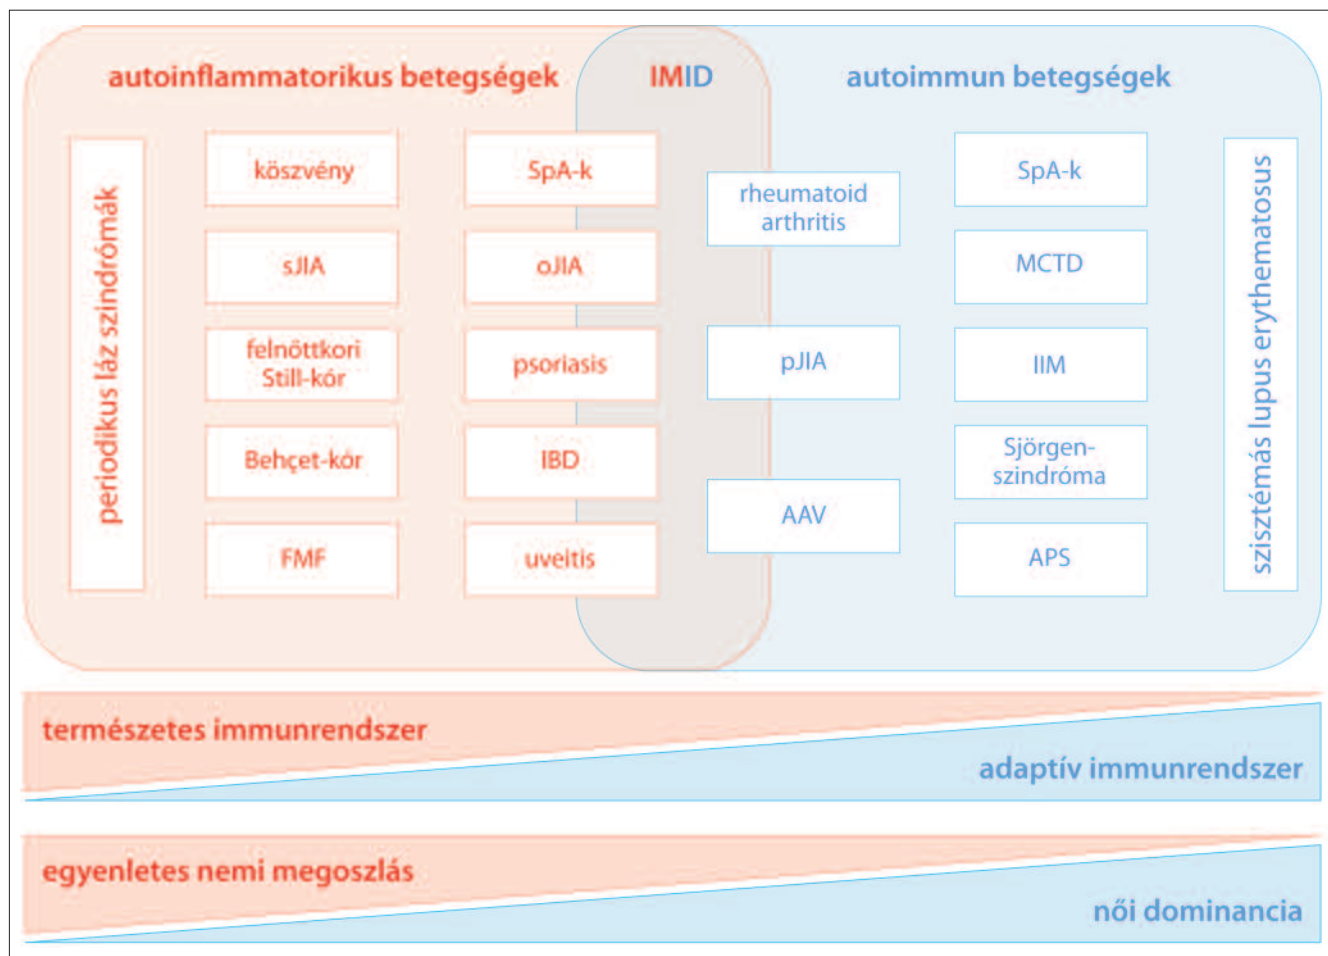 autoinflammatorikus betegségek
IMID
autoimmun betegségek
periodikus láz szindrómák
köszvény
sJIA
felnőttkori
Still-kór
Behçet-kór
FMF
SpA-k
oJIA
psoriasis
IBD
uveitis
rheumatoid
arthritis
pJIA
AAV
SpA-k
MCTD
IIM
Sjörgen-
szindróma
APS
szisztémás lupus erythematosus
természetes immunrendszer
adaptív immunrendszer
egyenletes nemi megoszlás
női dominancia